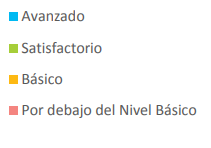 Avanzado
Satisfactorio
Básico
Por debajo del Nivel Básico